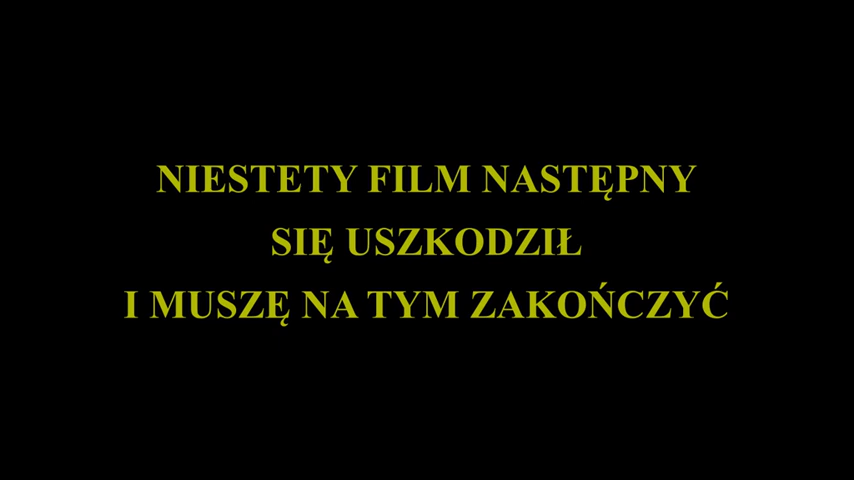 NIESTETY FILM NASTĘPNY
SIĘ USZKODZIŁ
I MUSZĘ NA TYM ZAKOŃCZYĆ